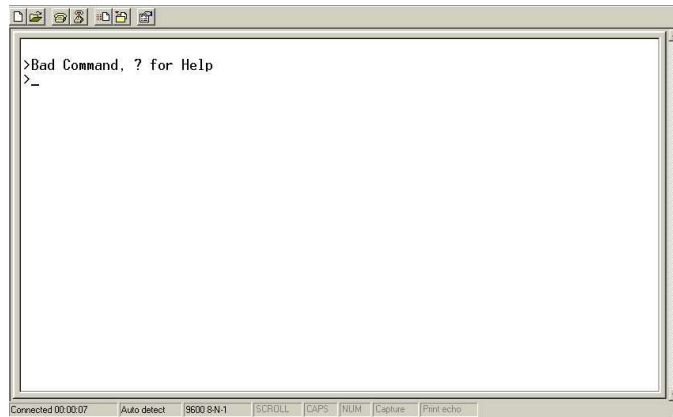 >Bad Command, ? for Help
>_
Connected 00:00:07 Auto detect 9600 8-N-1 SCROLL CAPS NUM Capture Print echo